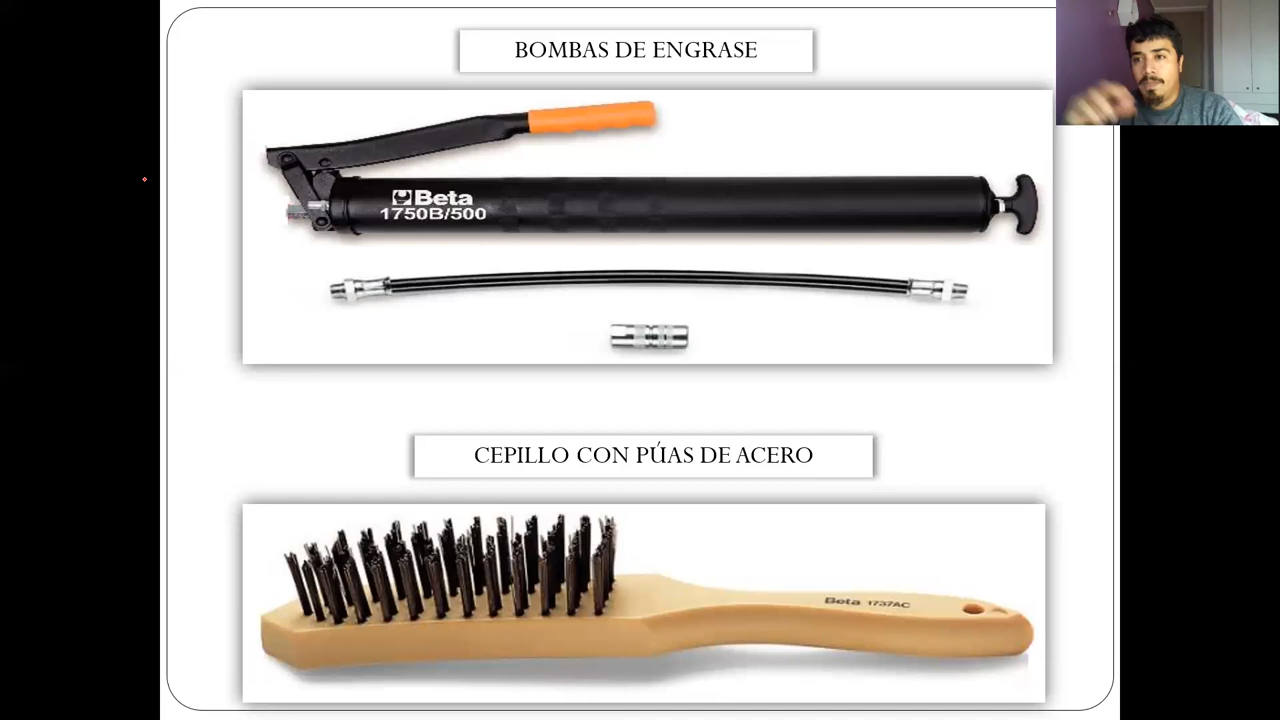 BOMBAS DE ENGRASE
Beta
1750B/500
CEPILLO CON PÚAS DE ACERO
Beta 1737AC